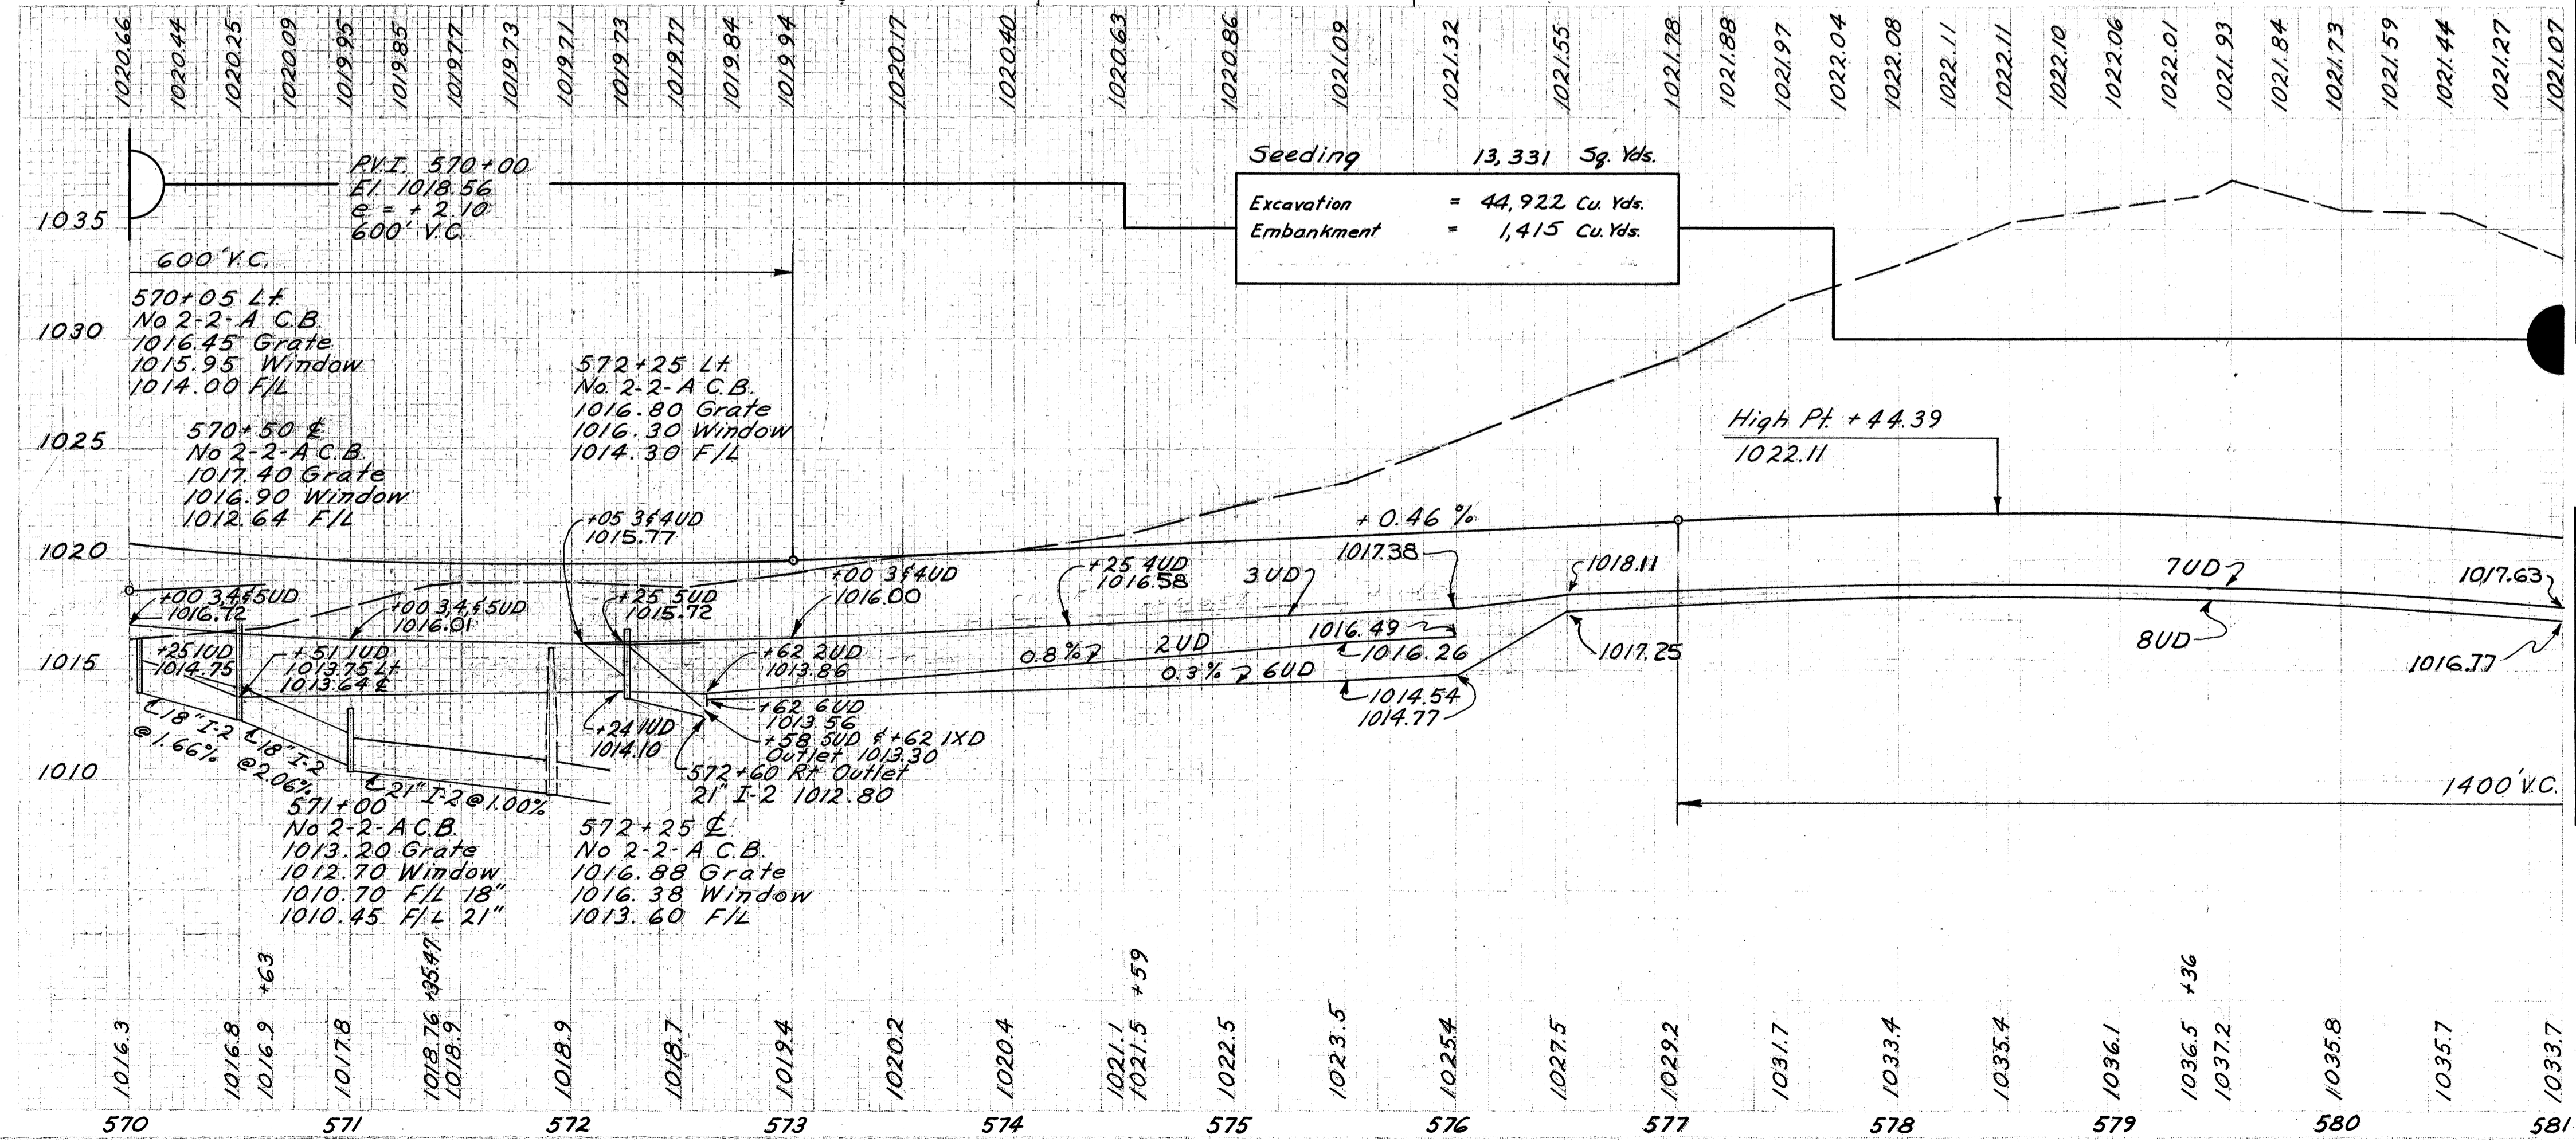 1020.66 1020.44 1020.25 1020.09 1019.95 1019.85 1019.77 1019.73 1019.71 1019.73 1019.77 1019.84 1019.94 1020.17 1020.40 1020.63 1020.86 1021.09 1021.32 1021.55 1021.78 1021.88 1021.97 1022.04 1022.08 1022.11 1022.11 1022.10 1022.06 1022.01 1021.93 1021.84 1021.73 1021.59 1021.44 1021.27 1021.07
P.V.I. 570+00
El. 1018.56
e = +2.10
600' V.C.
Seeding 13,331 Sq. Yds.
Excavation = 44,922 Cu. Yds.
Embankment = 1,415 Cu. Yds.
1035
1030
1025
1020
1015
1010
600' V.C.
570+05 Lt.
No 2-2-A C.B.
1016.45 Grate
1015.95 Window
1014.00 F/L
570+50 ℄
No 2-2-A C.B.
1017.40 Grate
1016.90 Window
1012.64 F/L
572+25 Lt.
No. 2-2-A C.B.
1016.80 Grate
1016.30 Window
1014.30 F/L
High Pt. +44.39
1022.11
+05 3&4UD
1015.77
+0.46 %
1017.38
+00 3,4,&5UD
1016.72
+00 3,4,&5UD
1016.01
+25 5UD
1015.72
+00 3&4UD
1016.00
+25 4UD
1016.58
3UD
1018.11
7UD
1017.63
+25 1UD
1014.75
+51 1UD
1013.75 Lt.
1013.64 ℄
+62 2UD
1013.86
0.8%
2UD
1016.49
1016.26
0.3%
6UD
1017.25
8UD
1016.77
1014.54
1014.77
+62 6UD
1013.56
+24 1UD
1014.10
+58 5UD & +62 1XD
Outlet 1013.30
572+60 Rt. Outlet
21" I-2 1012.80
18" I-2
@1.66%
18" I-2
@2.06%
21" I-2 @1.00%
1400' V.C.
571+00
No 2-2-A C.B.
1013.20 Grate
1012.70 Window
1010.70 F/L 18"
1010.45 F/L 21"
572+25 ℄
No 2-2-A C.B.
1016.88 Grate
1016.38 Window
1013.60 F/L
+63 +35.47 +59 +36
1016.3 1016.8 1016.9 1017.8 1018.76 1018.9 1018.9 1018.7 1019.4 1020.2 1020.4 1021.1 1021.5 1022.5 1023.5 1025.4 1027.5 1029.2 1031.7 1033.4 1035.4 1036.1 1036.5 1037.2 1035.8 1035.7 1033.7
570 571 572 573 574 575 576 577 578 579 580 581